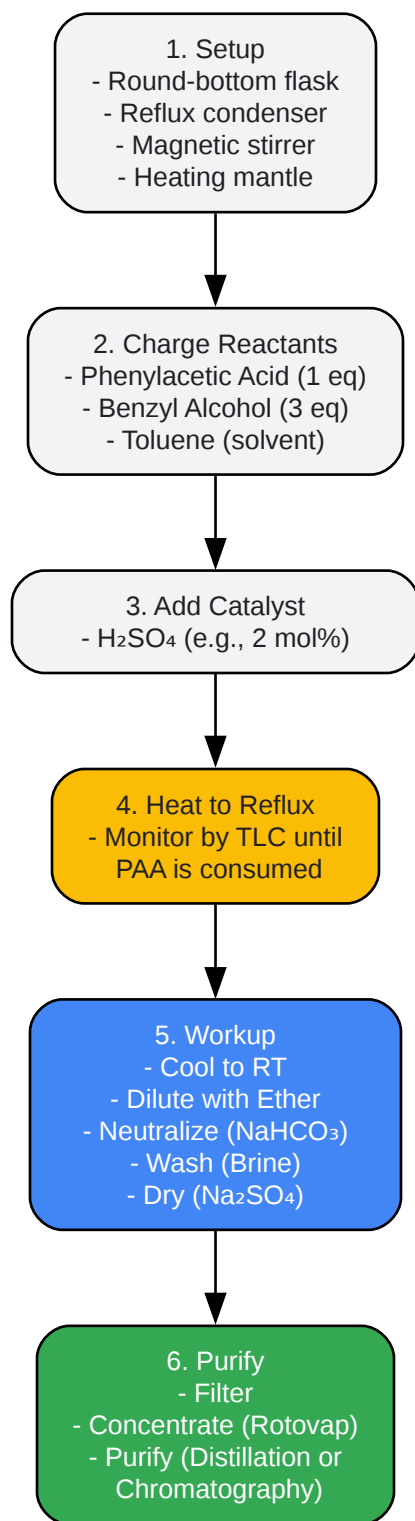 1. Setup
- Round-bottom flask
- Reflux condenser
- Magnetic stirrer
- Heating mantle
2. Charge Reactants
- Phenylacetic Acid (1 eq)
- Benzyl Alcohol (3 eq)
- Toluene (solvent)
3. Add Catalyst
- H₂SO₄ (e.g., 2 mol%)
4. Heat to Reflux
- Monitor by TLC until
PAA is consumed
5. Workup
- Cool to RT
- Dilute with Ether
- Neutralize (NaHCO₃)
- Wash (Brine)
- Dry (Na₂SO₄)
6. Purify
- Filter
- Concentrate (Rotovap)
- Purify (Distillation or
Chromatography)